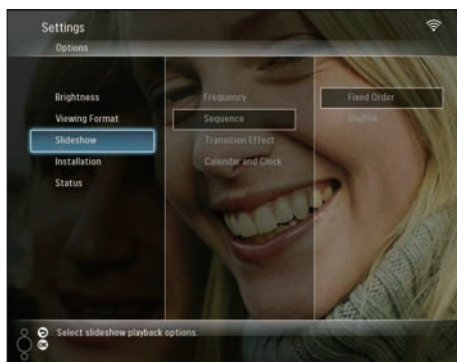 Settings
Options
Brightness
Viewing Format
Slideshow
Installation
Status
Frequency
Sequence
Transition Effect
Calendar and Clock
Fixed Order
Shuffle
Select slideshow playback options.
OK